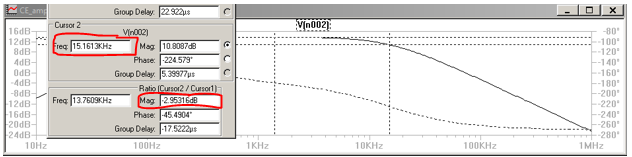 CE_amp
Group Delay: 22.922µs
Cursor 2
V(n002)
Freq: 15.1613KHz Mag: 10.8087dB
Phase: -224.579°
Group Delay: 5.39977µs
Ratio (Cursor2 / Cursor1)
Freq: 13.7609KHz Mag: -2.95316dB
Phase: -45.4904°
Group Delay: -17.5222µs
V(n002)
16dB
12dB
8dB
4dB
0dB
-4dB
-8dB
-12dB
-16dB
-20dB
-24dB
-80°
-100°
-120°
-140°
-160°
-180°
-200°
-220°
-240°
-260°
-280°
10Hz 100Hz 1KHz 10KHz 100KHz 1MHz